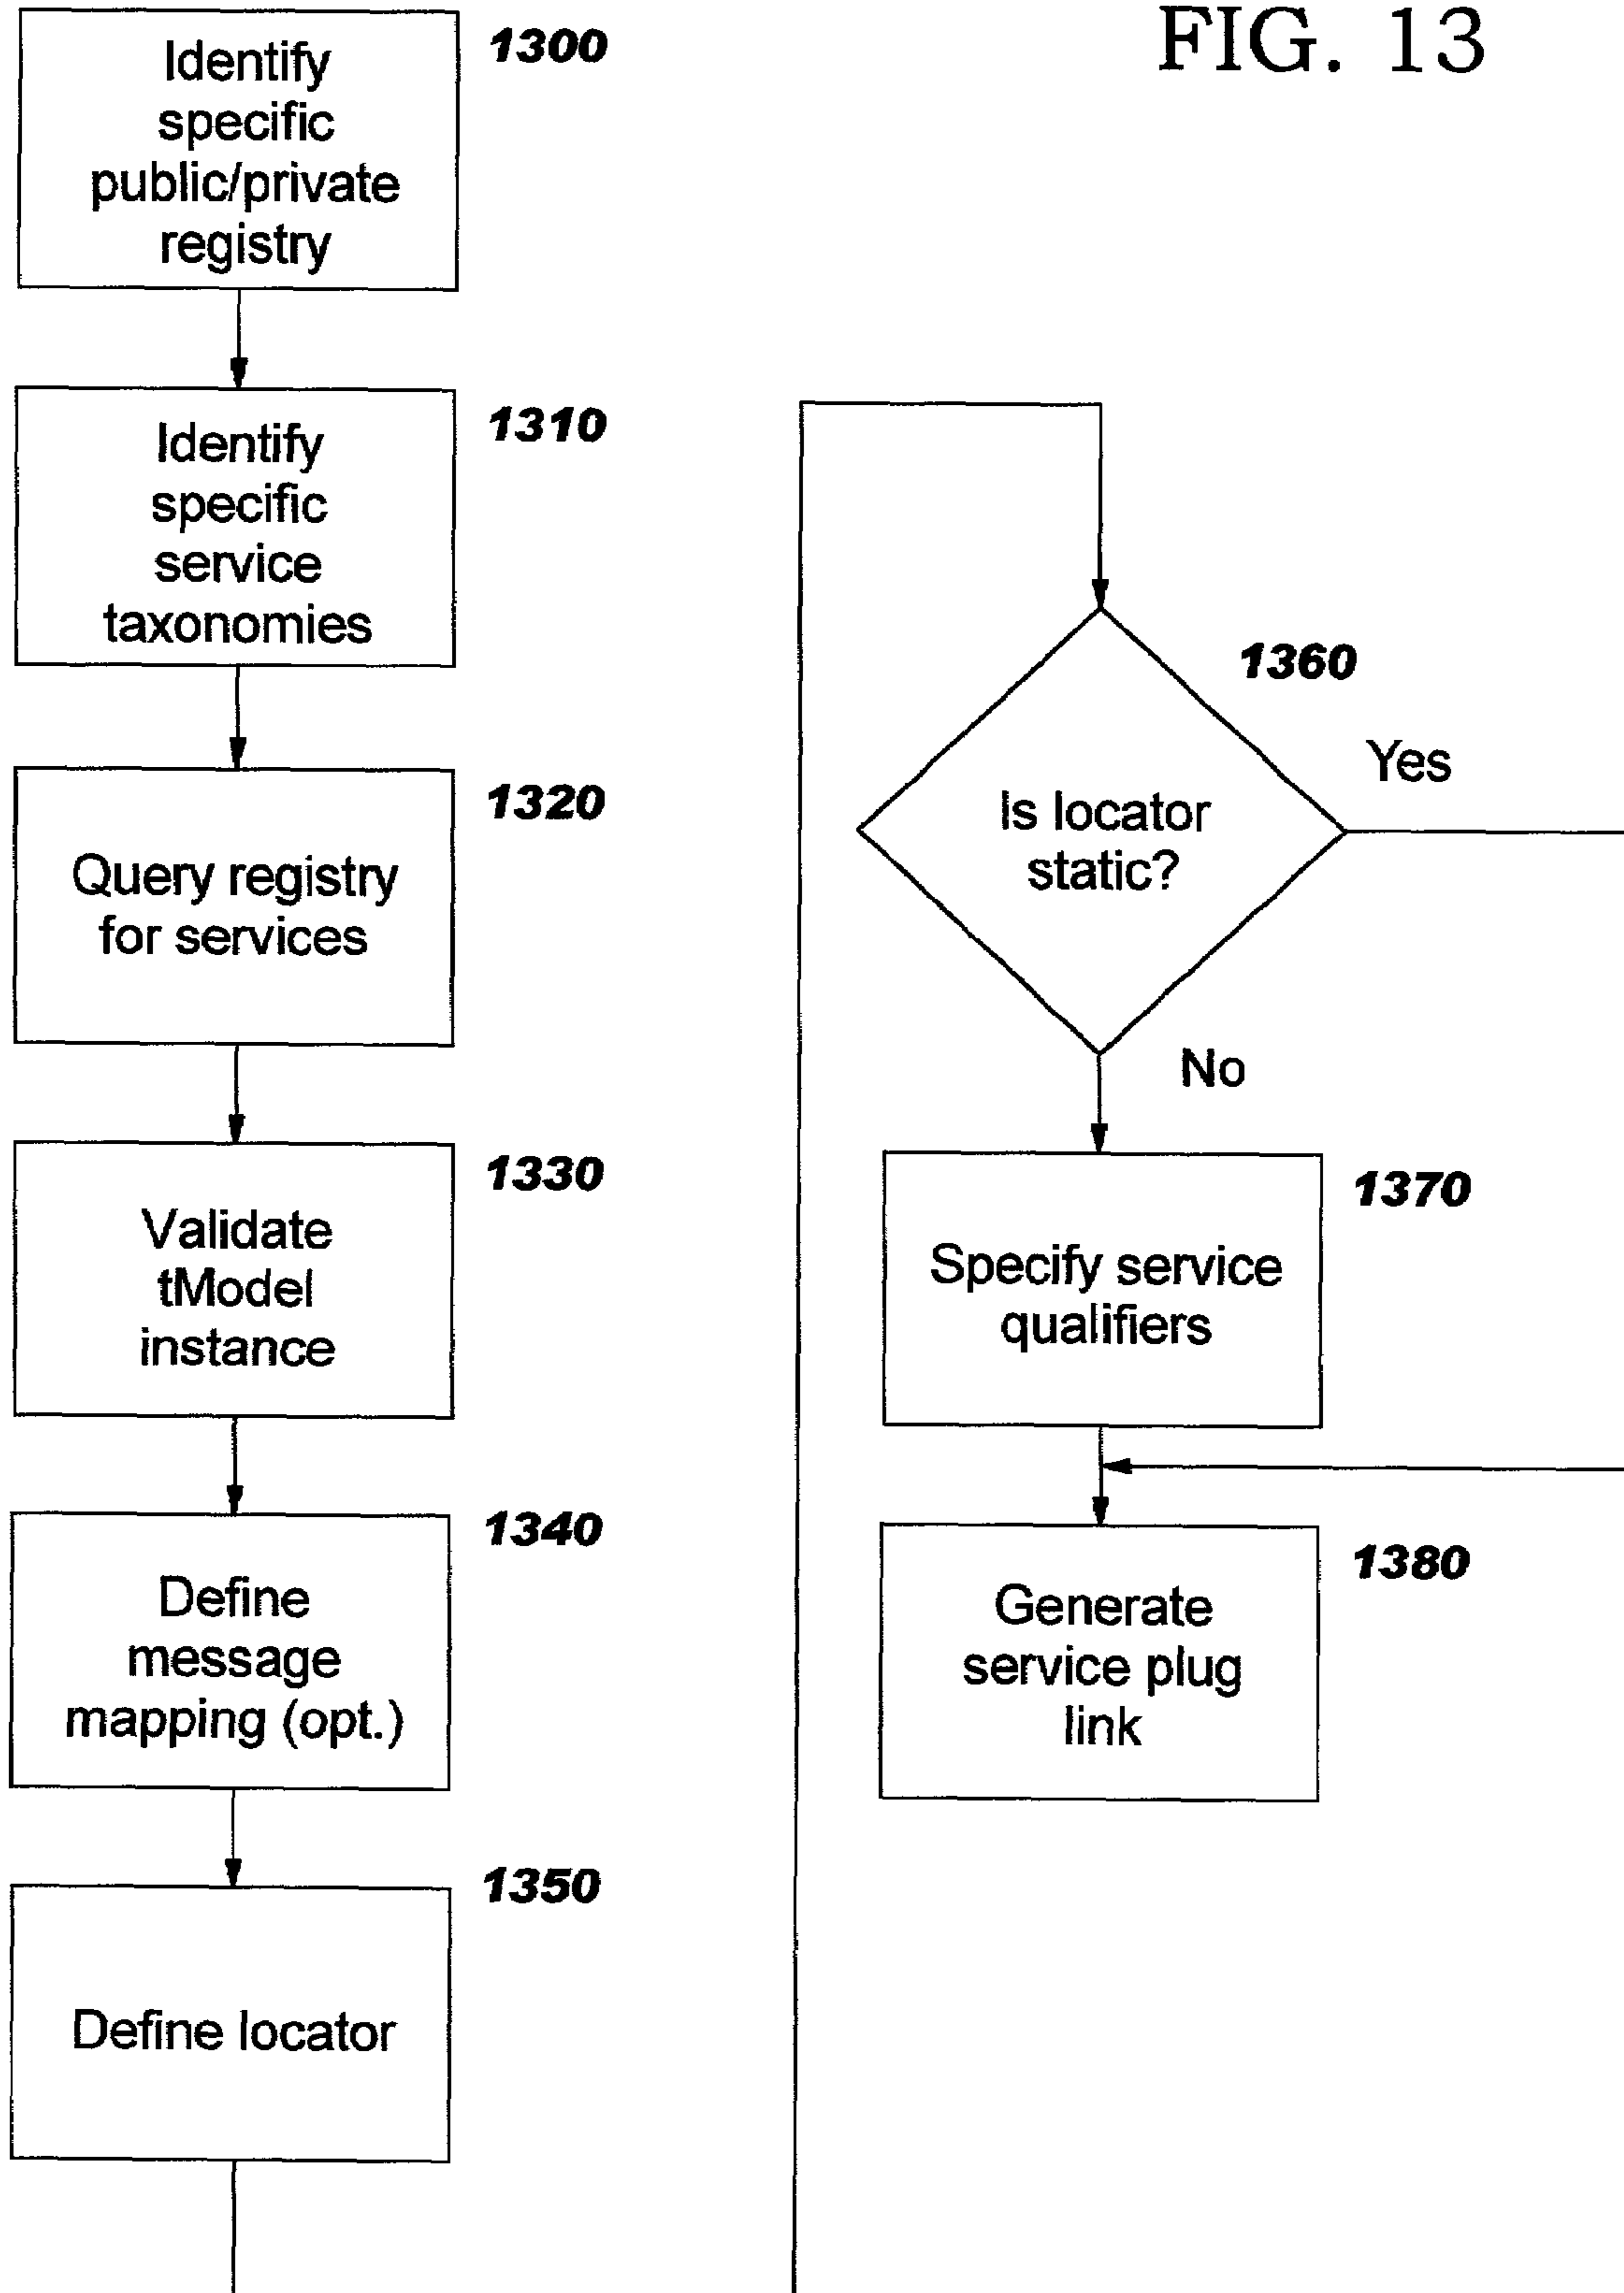 FIG. 13
1300
Identify
specific
public/private
registry
1310
Identify
specific
service
taxonomies
1320
Query registry
for services
1330
Validate
tModel
instance
1340
Define
message
mapping (opt.)
1350
Define locator
1360
Is locator
static?
Yes
No
1370
Specify service
qualifiers
1380
Generate
service plug
link